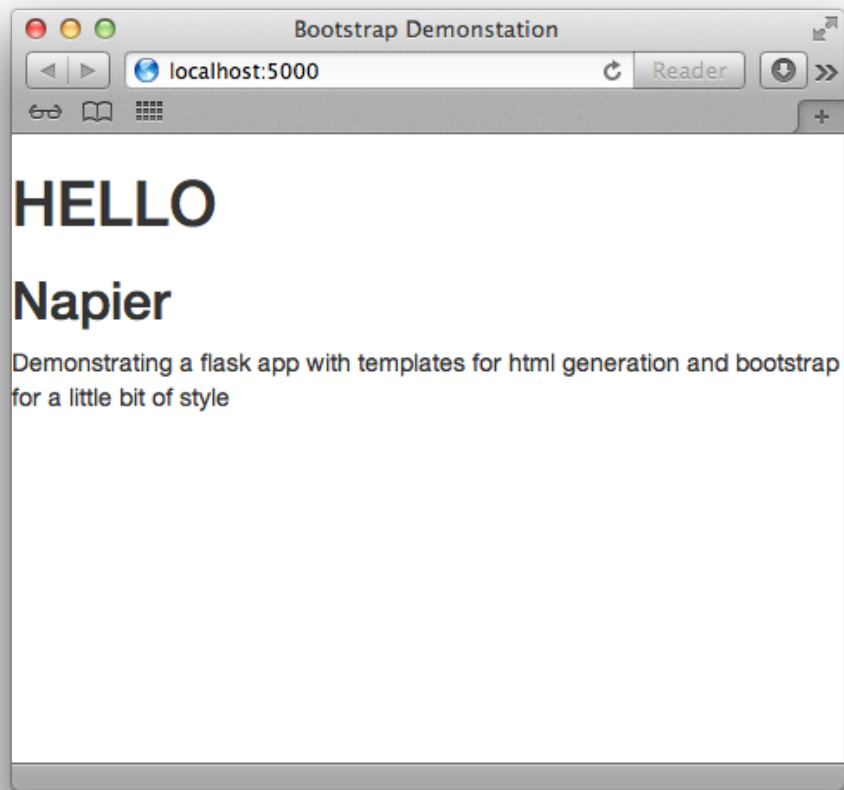 Bootstrap Demonstation
localhost:5000
Reader
HELLO
Napier
Demonstrating a flask app with templates for html generation and bootstrap
for a little bit of style